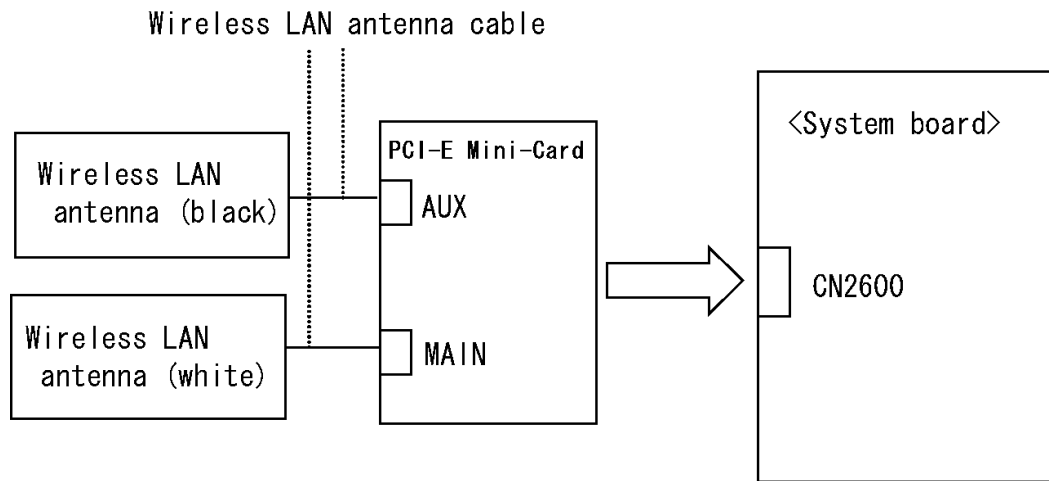 Wireless LAN antenna cable
<System board>
PCI-E Mini-Card
Wireless LAN
antenna (black)
AUX
CN2600
Wireless LAN
antenna (white)
MAIN